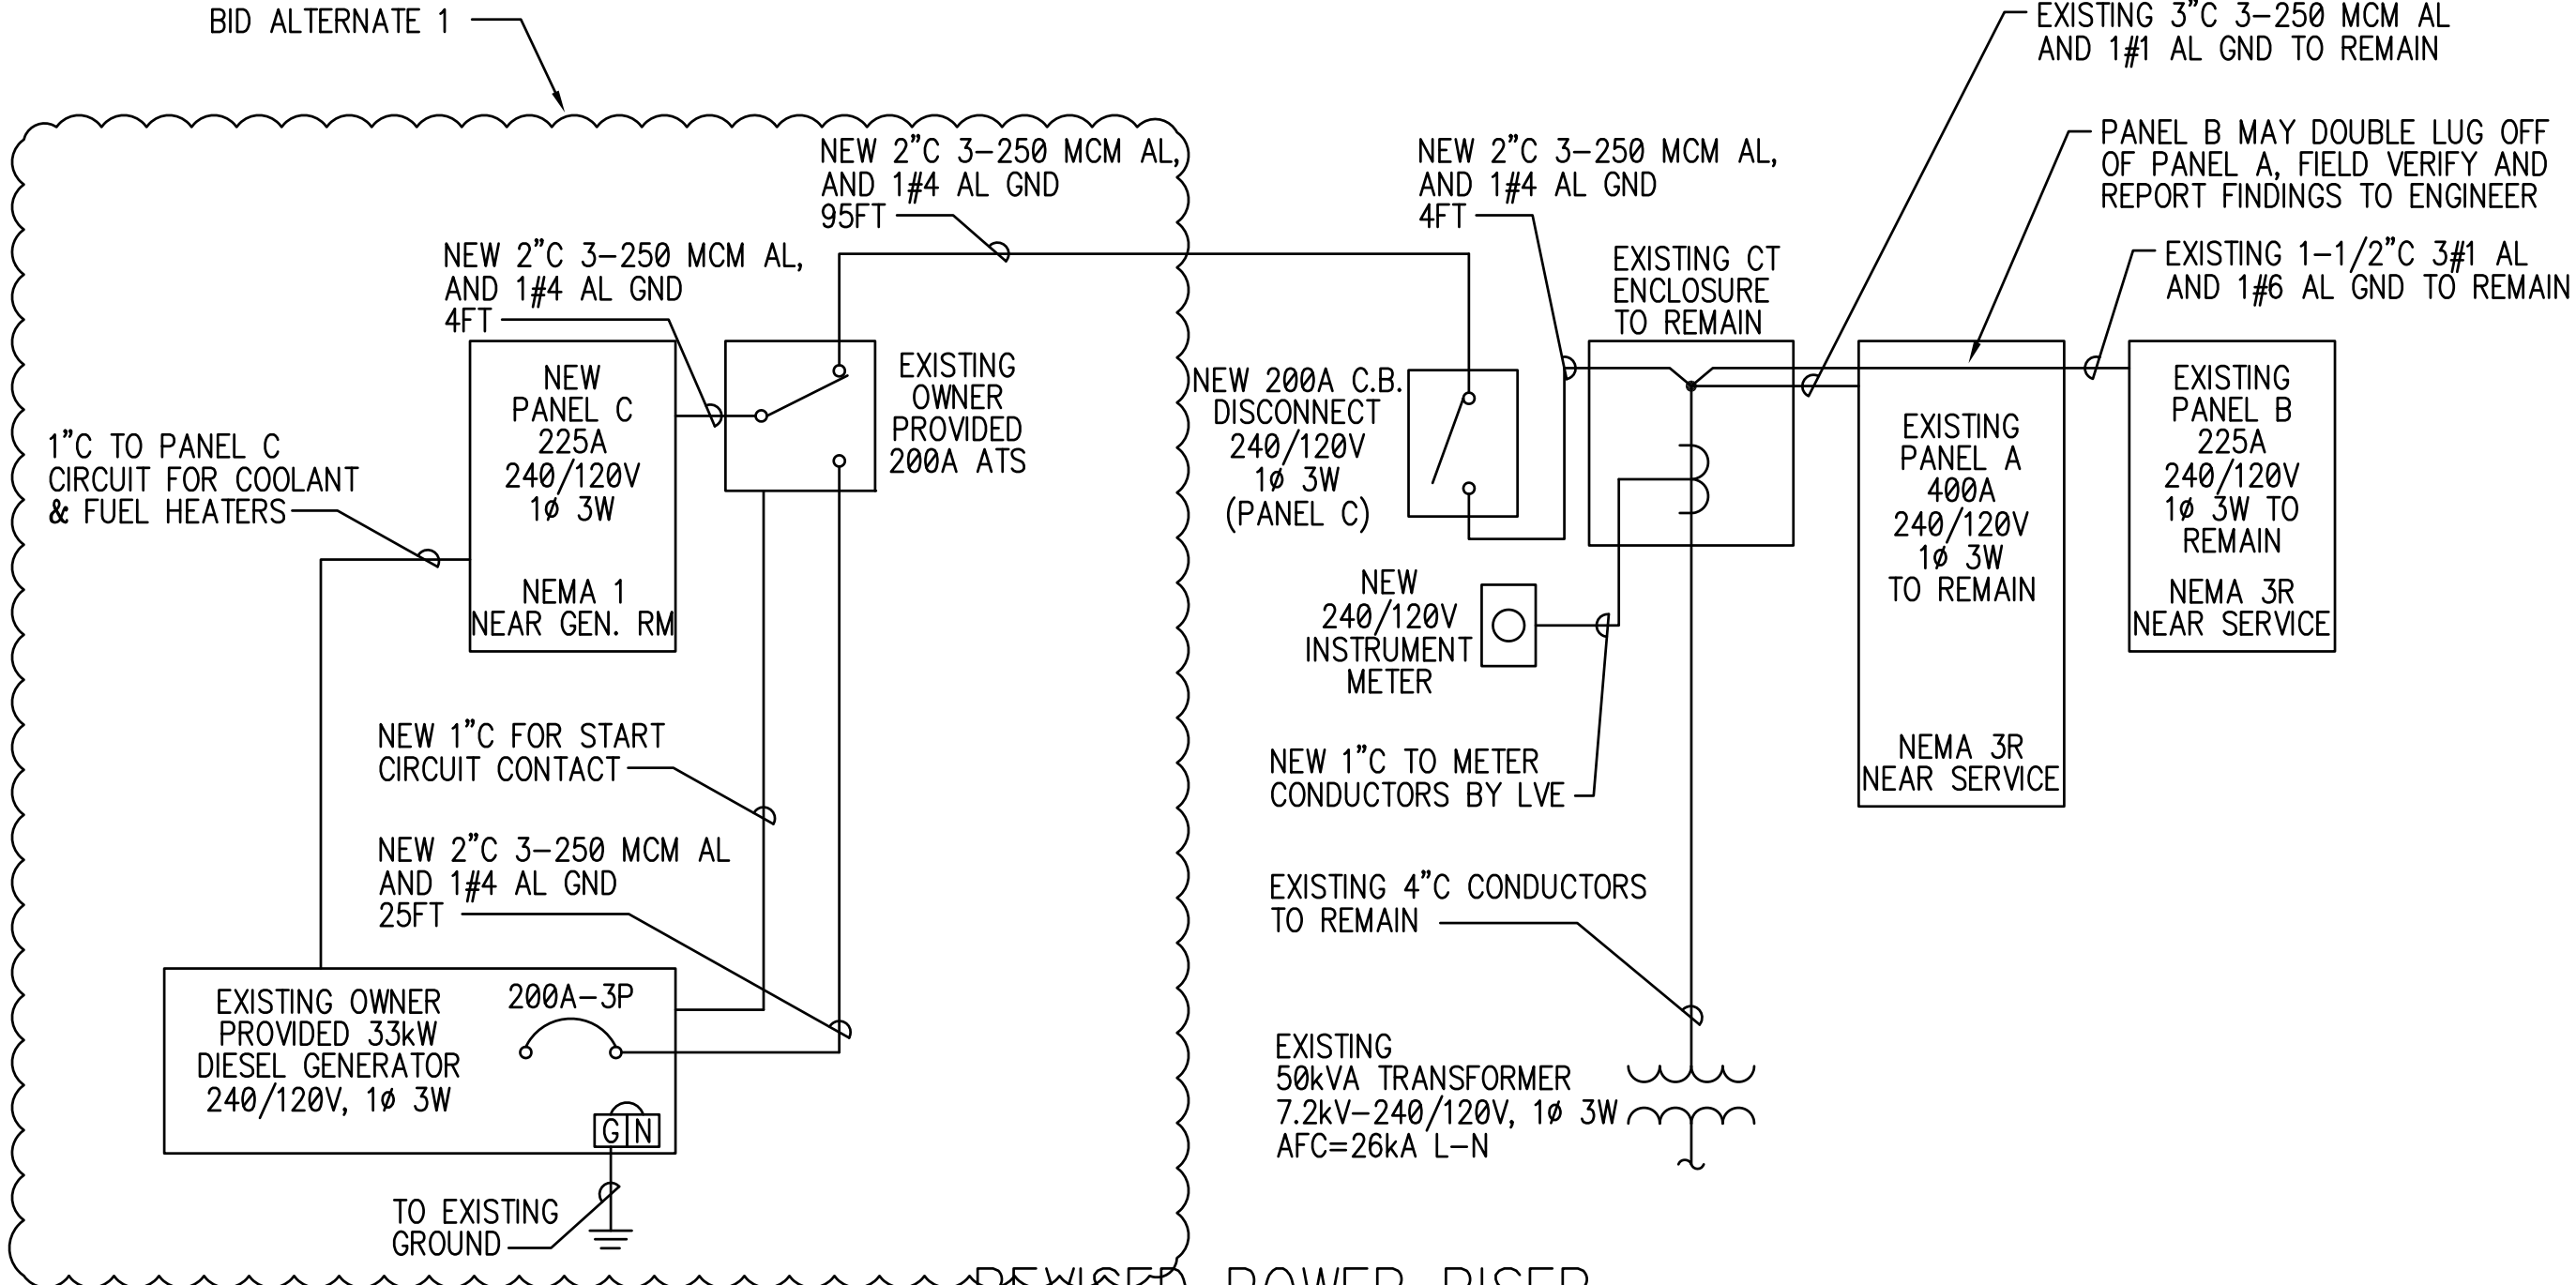 BID ALTERNATE 1
EXISTING 3"C 3-250 MCM AL
AND 1#1 AL GND TO REMAIN
PANEL B MAY DOUBLE LUG OFF
OF PANEL A, FIELD VERIFY AND
REPORT FINDINGS TO ENGINEER
NEW 2"C 3-250 MCM AL,
AND 1#4 AL GND
95FT
NEW 2"C 3-250 MCM AL,
AND 1#4 AL GND
4FT
NEW 2"C 3-250 MCM AL,
AND 1#4 AL GND
4FT
EXISTING CT
ENCLOSURE
TO REMAIN
EXISTING 1-1/2"C 3#1 AL
AND 1#6 AL GND TO REMAIN
1"C TO PANEL C
CIRCUIT FOR COOLANT
& FUEL HEATERS
NEW
PANEL C
225A
240/120V
1ø 3W
NEMA 1
NEAR GEN. RM
EXISTING
OWNER
PROVIDED
200A ATS
NEW 200A C.B.
DISCONNECT
240/120V
1ø 3W
(PANEL C)
EXISTING
PANEL A
400A
240/120V
1ø 3W
TO REMAIN
NEMA 3R
NEAR SERVICE
EXISTING
PANEL B
225A
240/120V
1ø 3W TO
REMAIN
NEMA 3R
NEAR SERVICE
NEW
240/120V
INSTRUMENT
METER
NEW 1"C FOR START
CIRCUIT CONTACT
NEW 1"C TO METER
CONDUCTORS BY LVE
NEW 2"C 3-250 MCM AL
AND 1#4 AL GND
25FT
EXISTING 4"C CONDUCTORS
TO REMAIN
EXISTING OWNER
PROVIDED 33kW
DIESEL GENERATOR
240/120V, 1ø 3W
200A-3P
G N
EXISTING
50kVA TRANSFORMER
7.2kV-240/120V, 1ø 3W
AFC=26kA L-N
TO EXISTING
GROUND
REVISED POWER RISER